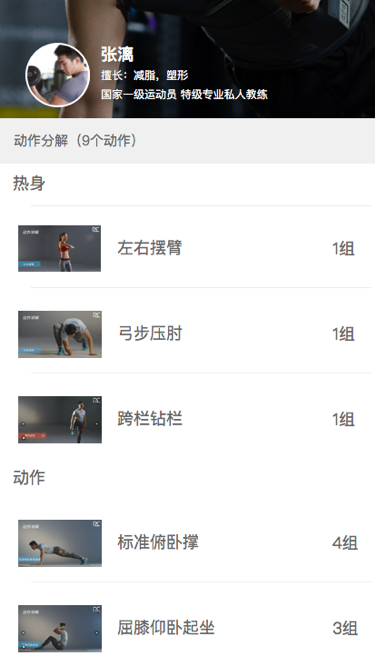 张漓
擅长：减脂，塑形
国家一级运动员 特级专业私人教练
动作分解（9个动作）
热身
左右摆臂
1组
弓步压肘
1组
跨栏钻栏
1组
动作
标准俯卧撑
4组
屈膝仰卧起坐
3组